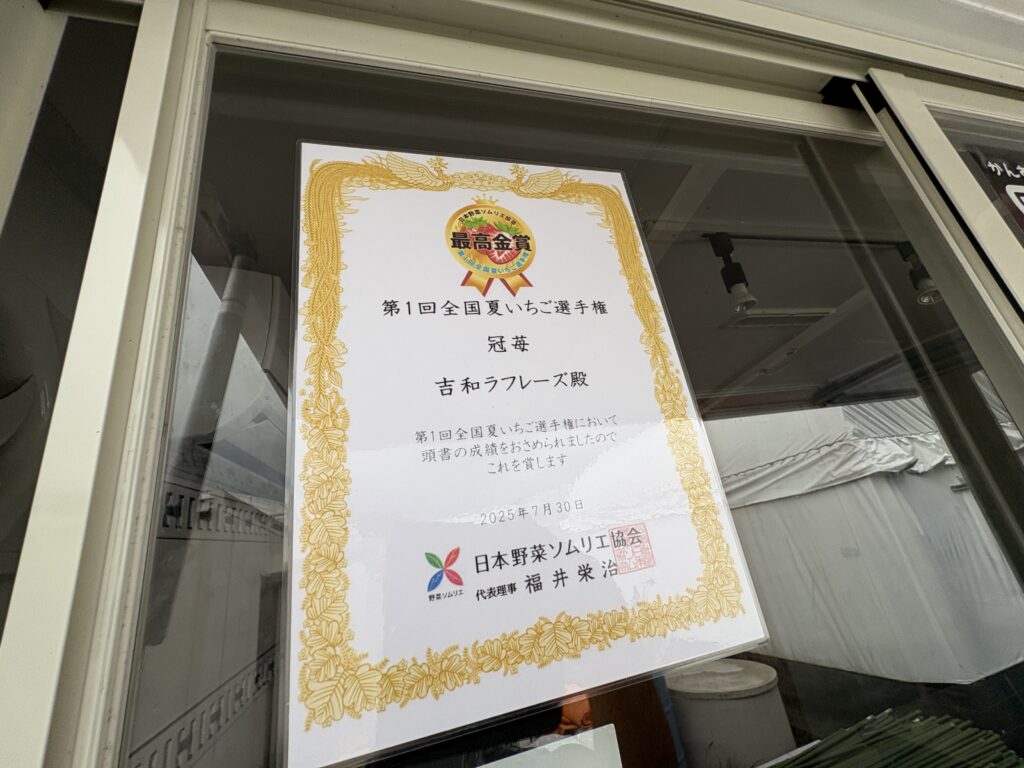 日本野菜ソムリエ協会
最高金賞
第1回全国夏いちご選手権
第1回全国夏いちご選手権
冠苺
吉和ラフレーズ殿
第1回全国夏いちご選手権において
頭書の成績をおさめられましたので
これを賞します
2025年7月30日
日本野菜ソムリエ協会
代表理事 福井栄治
野菜ソムリエ